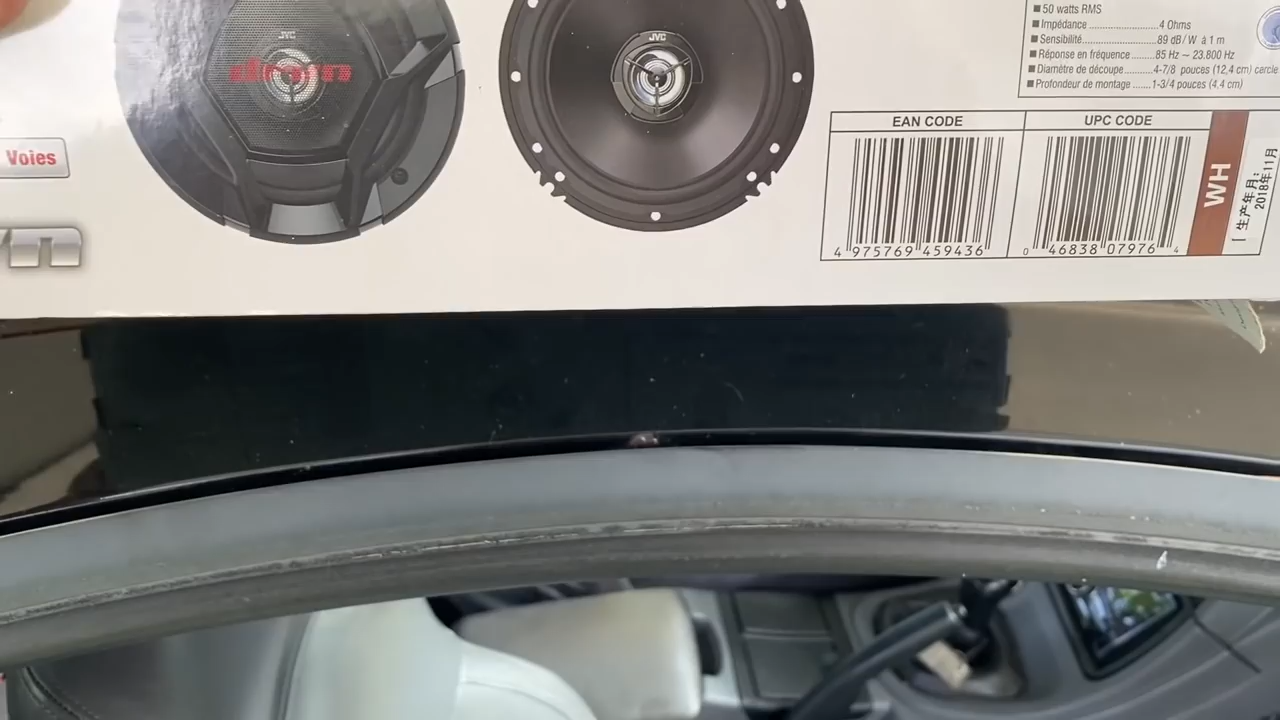 50 watts RMS
Impédance ............ 4 Ohms
Sensibilité............ 89 dB/W à 1 m
Réponse en fréquence ............ 85 Hz ~ 23.800 Hz
Diamètre de découpe........4-7/8 pouces (12,4 cm) cercle
Profondeur de montage .....1-3/4 pouces (4.4 cm)
JVC
drvn
JVC
Voies
EAN CODE
UPC CODE
4 975769 459436
0 46838 07976 4
WH
生产年月:
2018年11月